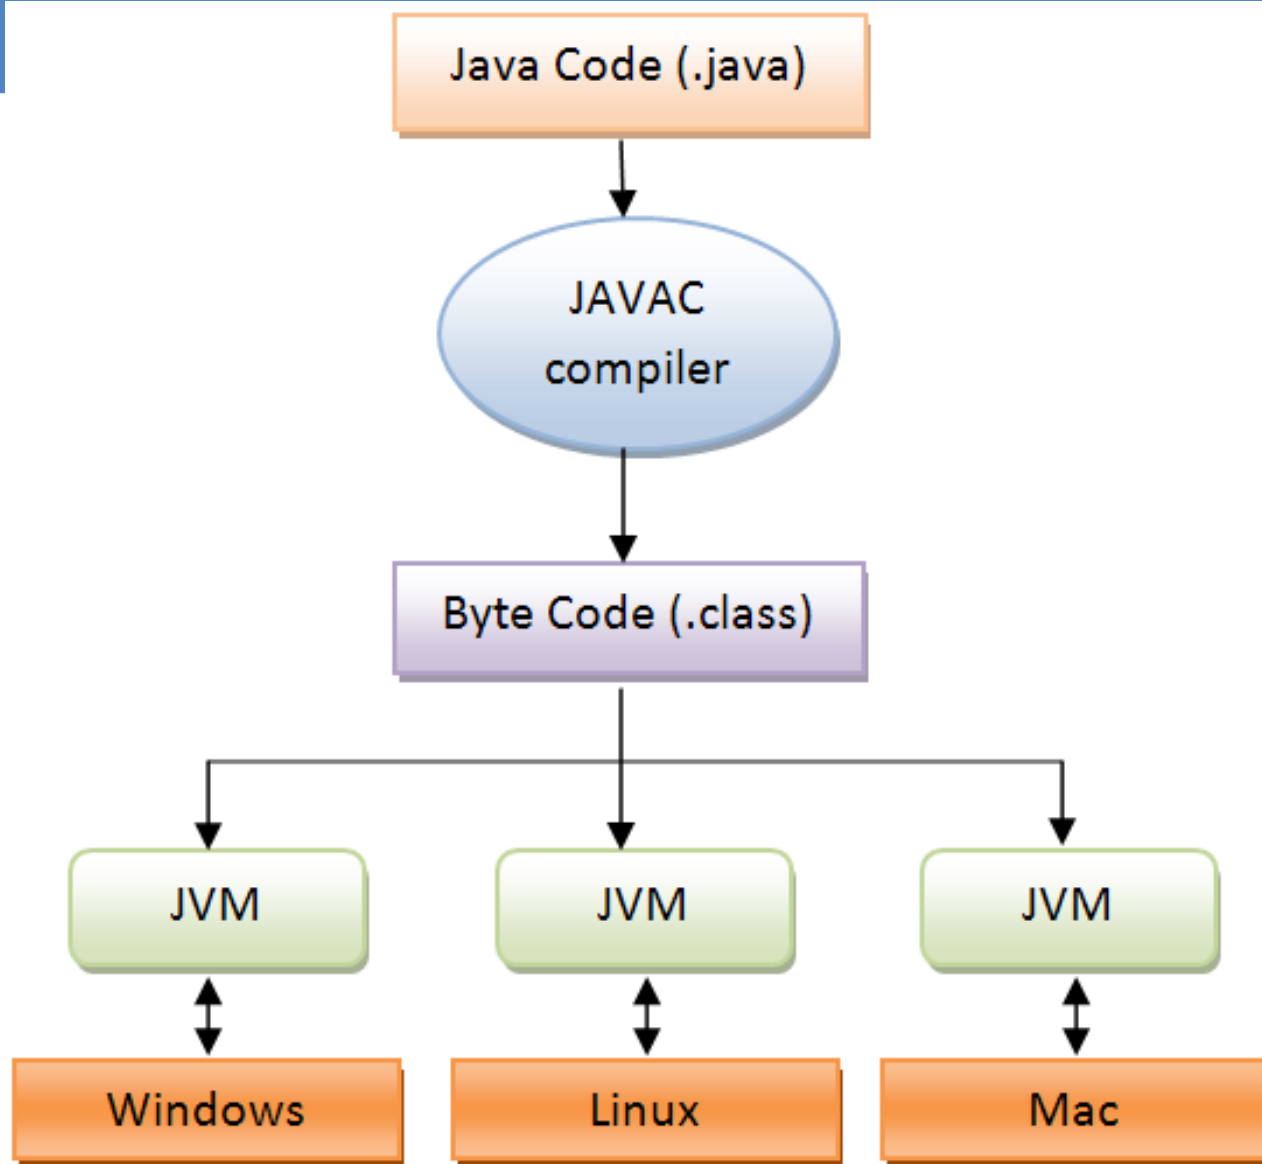 Java Code (.java)
JAVAC
compiler
Byte Code (.class)
JVM
JVM
JVM
Windows
Linux
Mac